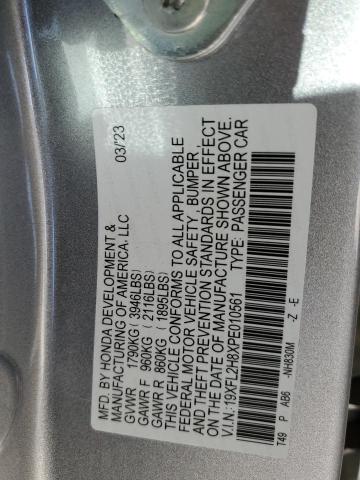 MFD. BY HONDA DEVELOPMENT &
MANUFACTURING OF AMERICA, LLC 03/'23
GVWR 1790KG ( 3946LBS)
GAWR F 960KG ( 2116LBS)
GAWR R 860KG ( 1895LBS)
THIS VEHICLE CONFORMS TO ALL APPLICABLE
FEDERAL MOTOR VEHICLE SAFETY, BUMPER,
AND THEFT PREVENTION STANDARDS IN EFFECT
ON THE DATE OF MANUFACTURE SHOWN ABOVE.
V.I.N.:19XFL2H8XPE010561 TYPE: PASSENGER CAR
T49 P AB6 -NH830M -Z -E